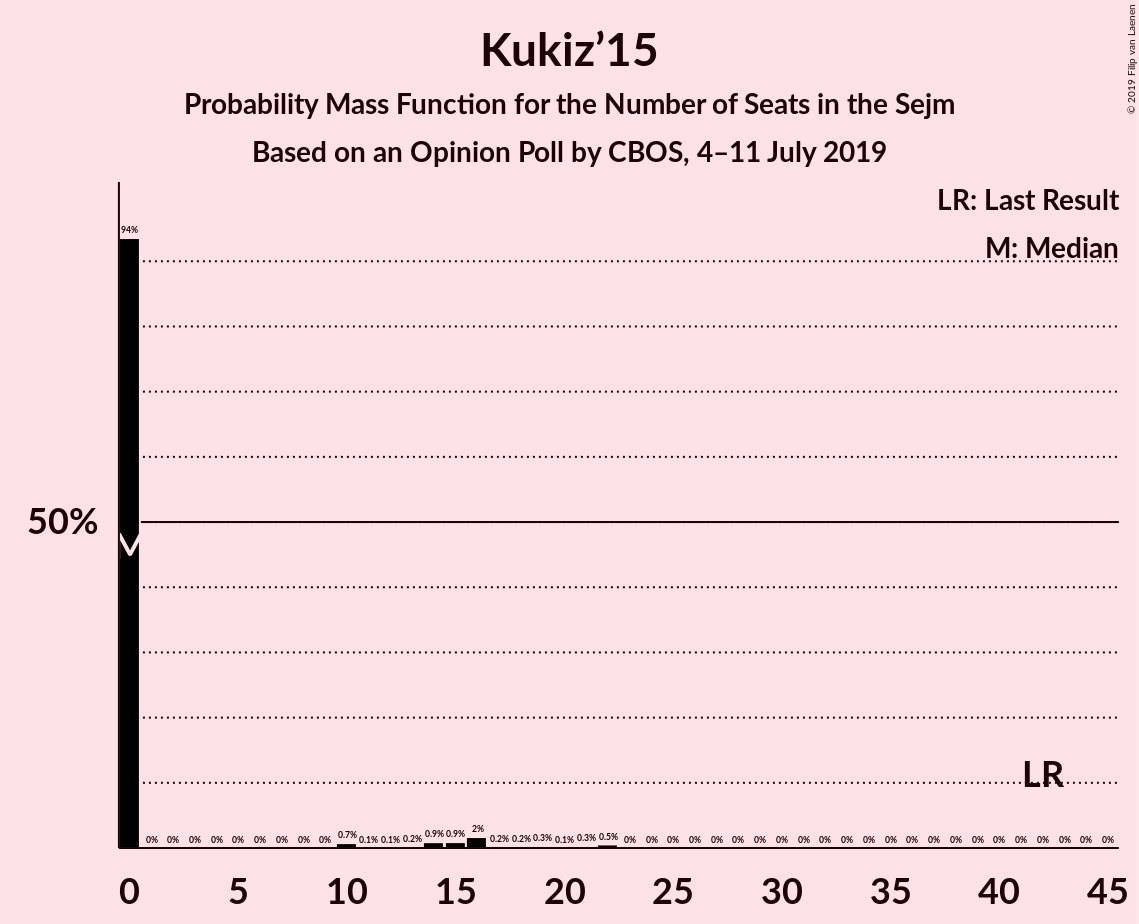 Kukiz’15
Probability Mass Function for the Number of Seats in the Sejm
Based on an Opinion Poll by CBOS, 4–11 July 2019
© 2019 Filip van Laenen
LR: Last Result
M: Median
94%
50%
LR
0% 0% 0% 0% 0% 0% 0% 0% 0% 0.7% 0.1% 0.1% 0.2% 0.9% 0.9% 2% 0.2% 0.2% 0.3% 0.1% 0.3% 0.5% 0% 0% 0% 0% 0% 0% 0% 0% 0% 0% 0% 0% 0% 0% 0% 0% 0% 0% 0% 0% 0% 0% 0%
0 5 10 15 20 25 30 35 40 45